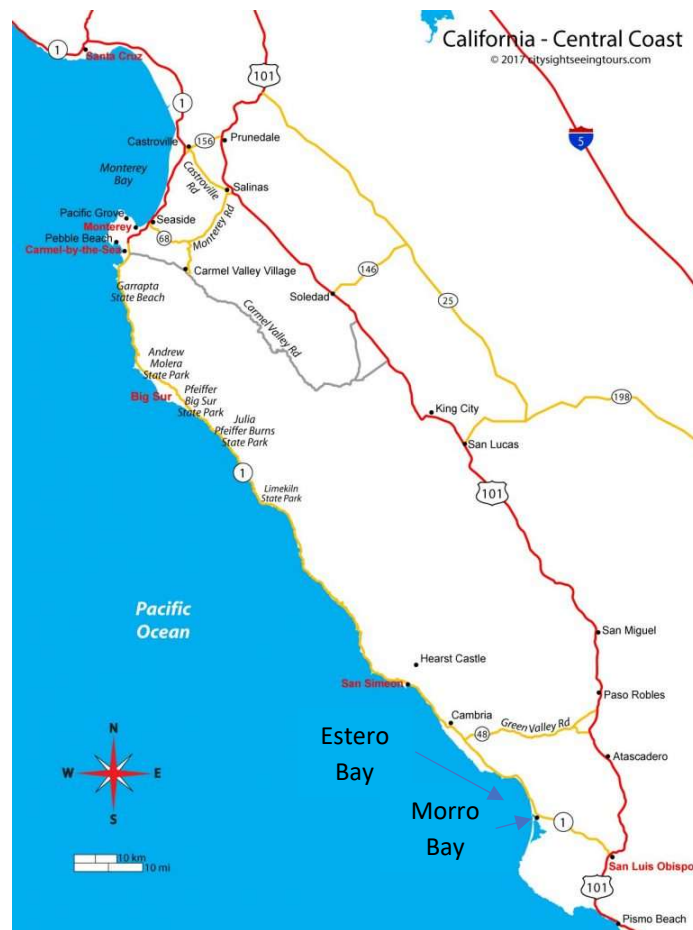 California - Central Coast
© 2017 citysightseeingtours.com
1
Santa Cruz
101
1
5
Castroville
156
Prunedale
Monterey
Bay
Castroville
Rd
Salinas
Pacific Grove
Seaside
Monterey
Monterey Rd
Pebble Beach
68
Carmel-by-the-Sea
Carmel Valley Village
146
Garrapta
State Beach
Soledad
25
Carmel Valley Rd
Andrew
Molera
State Park
Big Sur
Pfeiffer
Big Sur
State Park
King City
198
Julia
Pfeiffer Burns
State Park
San Lucas
1
Limekiln
State Park
101
Pacific
Ocean
San Miguel
Hearst Castle
San Simeon
Paso Robles
Cambria
Green Valley Rd
48
Estero
Bay
Atascadero
N
W
E
S
Morro
Bay
1
10 km
10 mi
San Luis Obispo
101
Pismo Beach